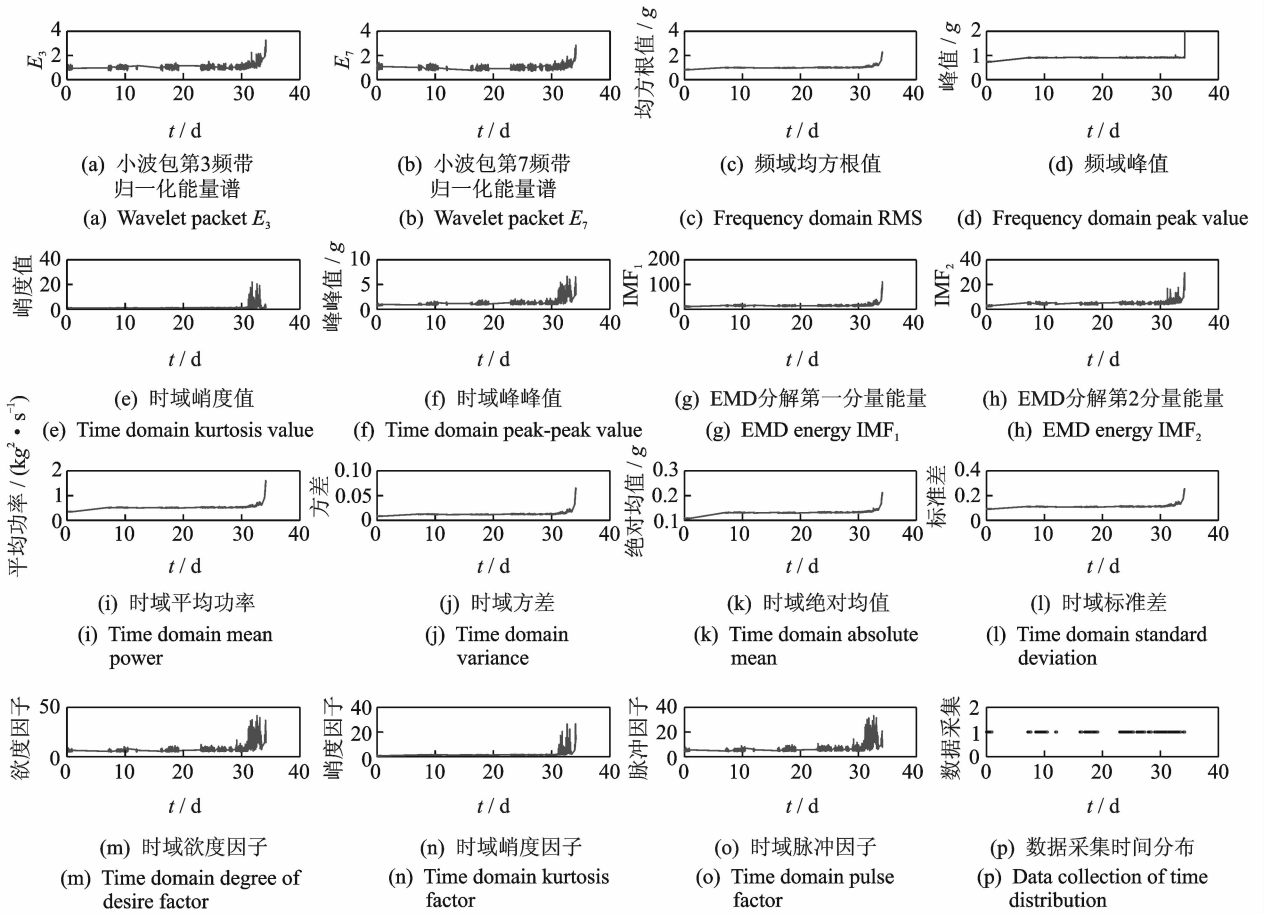 4
2
0
E3
0 10 20 30 40
t / d
(a) 小波包第3频带
归一化能量谱
(a) Wavelet packet E3
4
2
0
E7
0 10 20 30 40
t / d
(b) 小波包第7频带
归一化能量谱
(b) Wavelet packet E7
4
2
0
均方根值 / g
0 10 20 30 40
t / d
(c) 频域均方根值
(c) Frequency domain RMS
2
1
0
峰值 / g
0 10 20 30 40
t / d
(d) 频域峰值
(d) Frequency domain peak value
40
20
0
峭度值
0 10 20 30 40
t / d
(e) 时域峭度值
(e) Time domain kurtosis value
10
5
0
峰峰值 / g
0 10 20 30 40
t / d
(f) 时域峰峰值
(f) Time domain peak-peak value
200
100
0
IMF1
0 10 20 30 40
t / d
(g) EMD分解第一分量能量
(g) EMD energy IMF1
40
20
0
IMF2
0 10 20 30 40
t / d
(h) EMD分解第2分量能量
(h) EMD energy IMF2
2
1
0
平均功率 / (kg²•s⁻¹)
0 10 20 30 40
t / d
(i) 时域平均功率
(i) Time domain mean
power
0.10
0.05
0
方差
0 10 20 30 40
t / d
(j) 时域方差
(j) Time domain
variance
0.3
0.2
0.1
绝对均值 / g
0 10 20 30 40
t / d
(k) 时域绝对均值
(k) Time domain absolute
mean
0.4
0.2
0
标准差
0 10 20 30 40
t / d
(l) 时域标准差
(l) Time domain standard
deviation
50
0
欲度因子
0 10 20 30 40
t / d
(m) 时域欲度因子
(m) Time domain degree of
desire factor
40
20
0
峭度因子
0 10 20 30 40
t / d
(n) 时域峭度因子
(n) Time domain kurtosis
factor
40
20
0
脉冲因子
0 10 20 30 40
t / d
(o) 时域脉冲因子
(o) Time domain pulse
factor
2
1
0
数据采集
0 10 20 30 40
t / d
(p) 数据采集时间分布
(p) Data collection of time
distribution